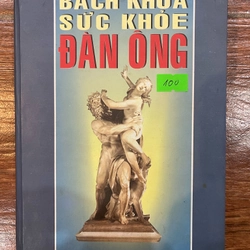 BÁCH KHOA
SỨC KHỎE
ĐÀN ÔNG
100